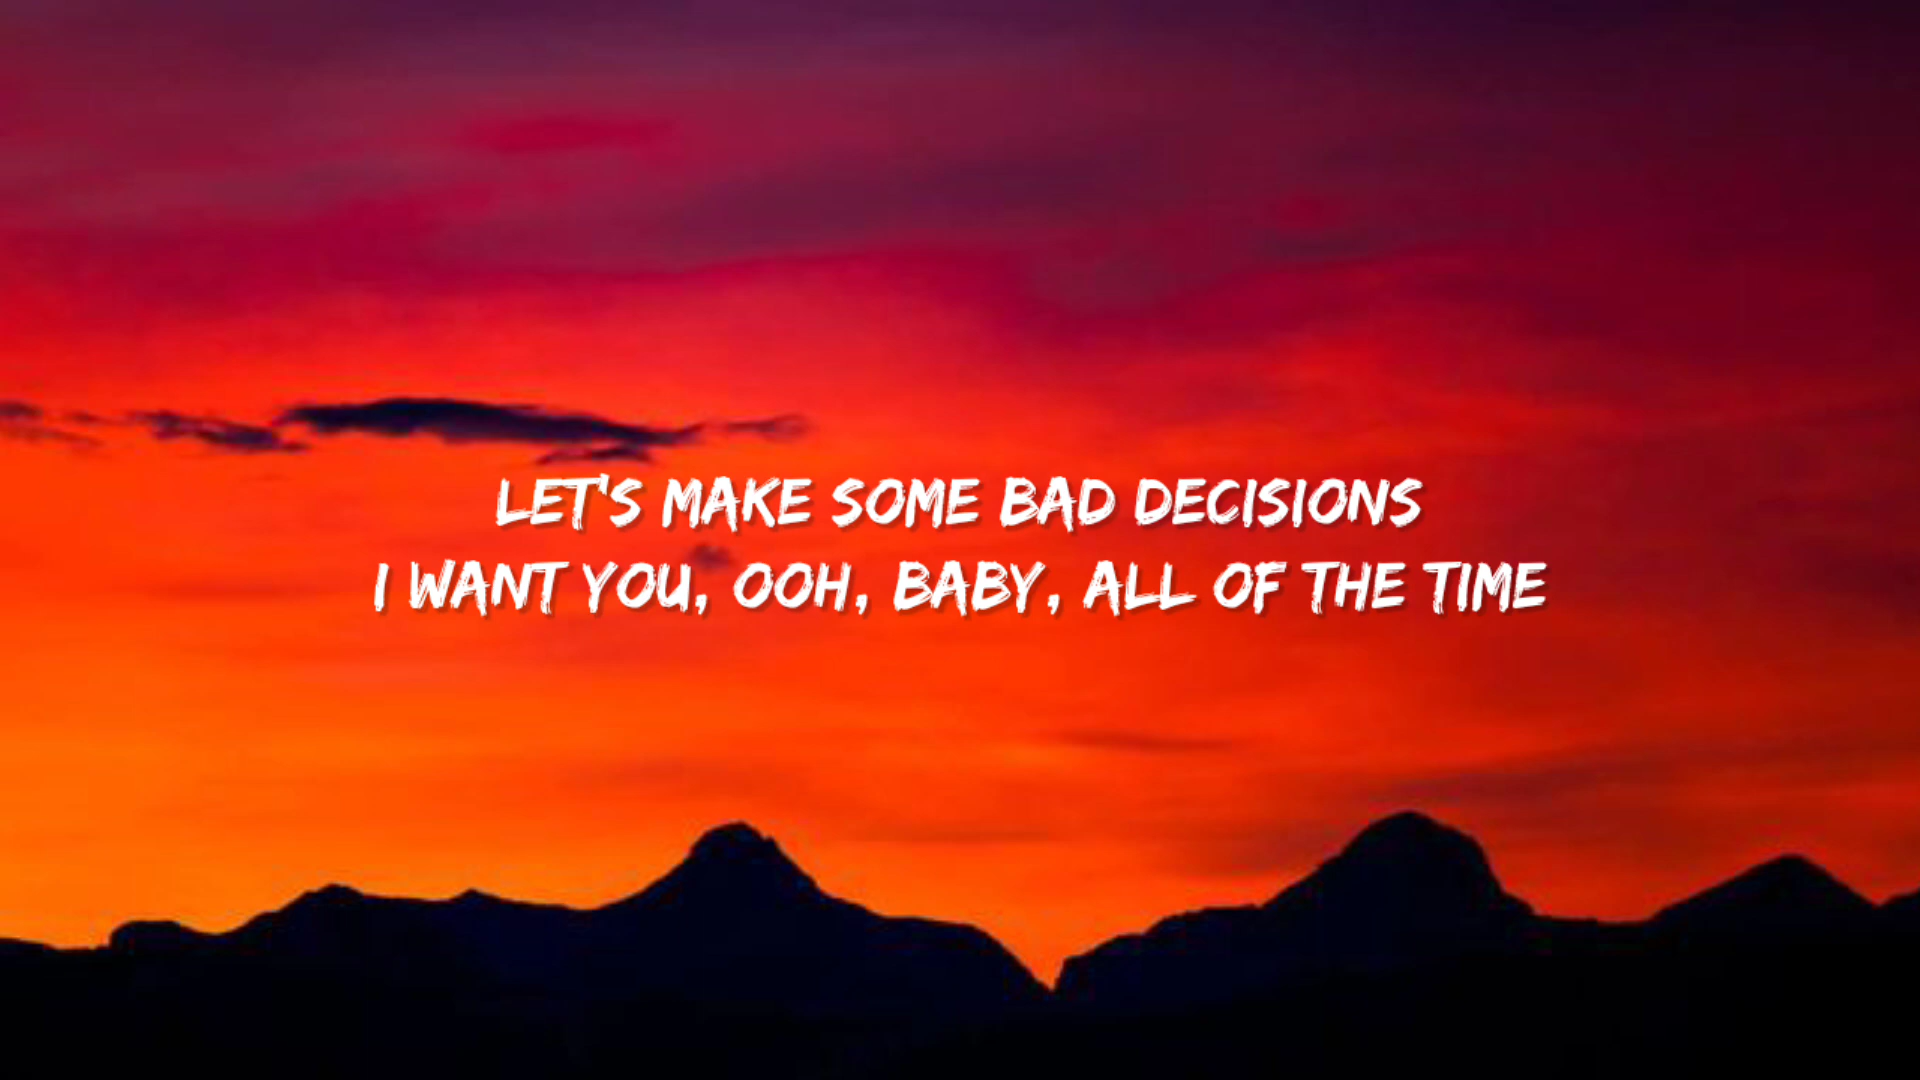 LET'S MAKE SOME BAD DECISIONS
I WANT YOU, OOH, BABY, ALL OF THE TIME